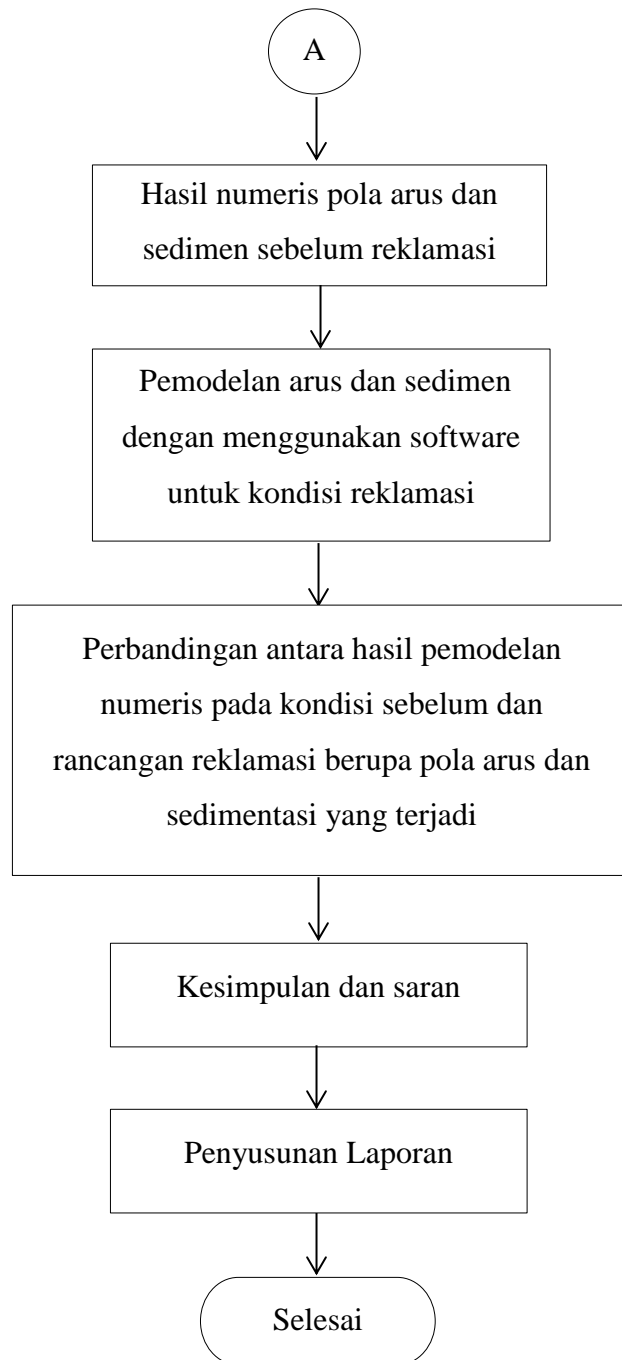 A
Hasil numeris pola arus dan
sedimen sebelum reklamasi
Pemodelan arus dan sedimen
dengan menggunakan software
untuk kondisi reklamasi
Perbandingan antara hasil pemodelan
numeris pada kondisi sebelum dan
rancangan reklamasi berupa pola arus dan
sedimentasi yang terjadi
Kesimpulan dan saran
Penyusunan Laporan
Selesai